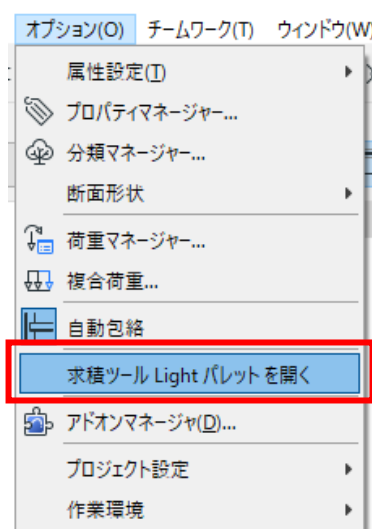 オプション(O) チームワーク(T) ウィンドウ(W)
属性設定(T)
プロパティマネージャー...
分類マネージャー...
断面形状
荷重マネージャー...
複合荷重...
自動包絡
求積ツール Light パレット を開く
アドオンマネージャ(D)...
プロジェクト設定
作業環境